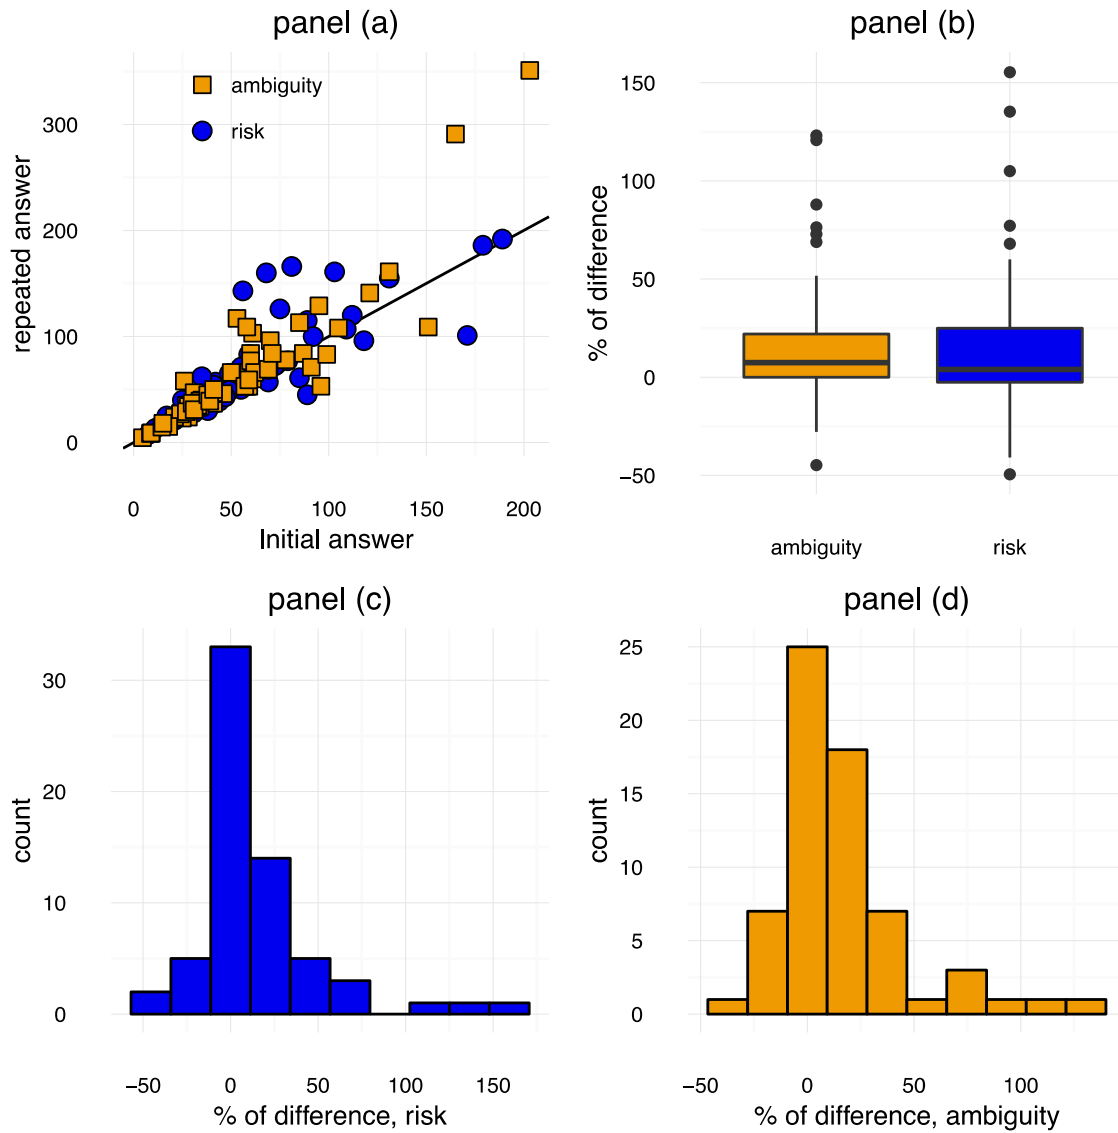 panel (a)
ambiguity
risk
300
200
100
0
repeated answer
0 50 100 150 200
Initial answer
panel (b)
150
100
50
0
−50
% of difference
ambiguity risk
panel (c)
30
20
10
0
count
−50 0 50 100 150
% of difference, risk
panel (d)
25
20
15
10
5
0
count
−50 0 50 100
% of difference, ambiguity